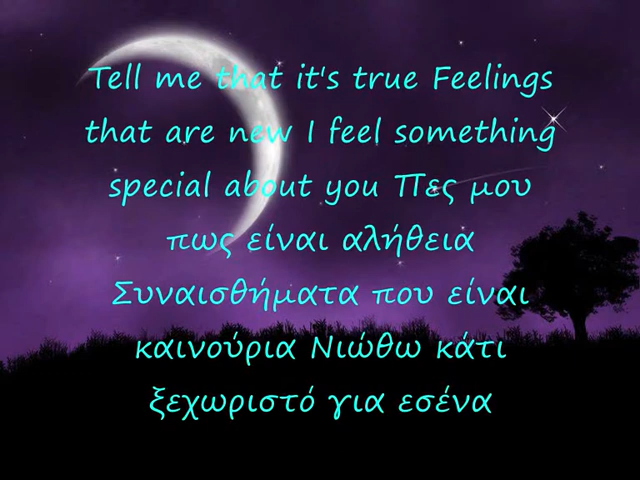 Tell me that it's true Feelings
that are new I feel something
special about you Πες μου
πως είναι αλήθεια
Συναισθήματα που είναι
καινούρια Νιώθω κάτι
ξεχωριστό για εσένα